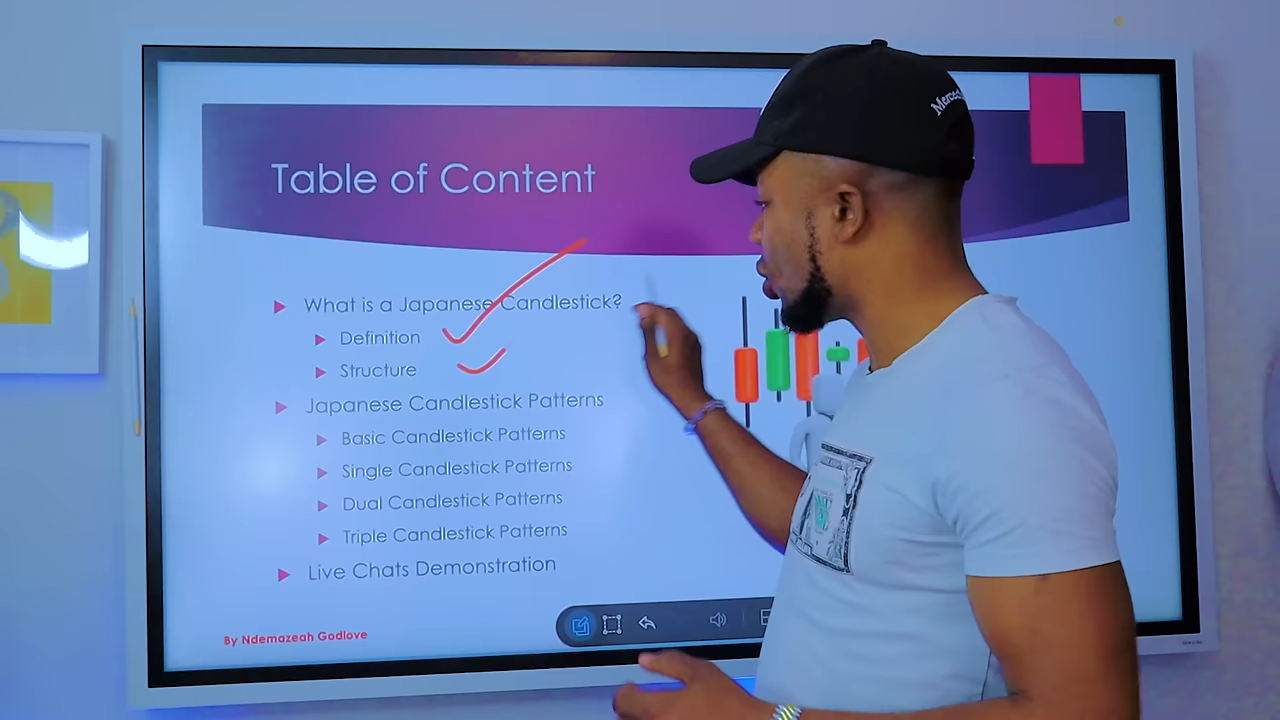 Table of Content
What is a Japanese Candlestick?
Definition
Structure
Japanese Candlestick Patterns
Basic Candlestick Patterns
Single Candlestick Patterns
Dual Candlestick Patterns
Triple Candlestick Patterns
Live Chats Demonstration
By Ndemazeah Godlove